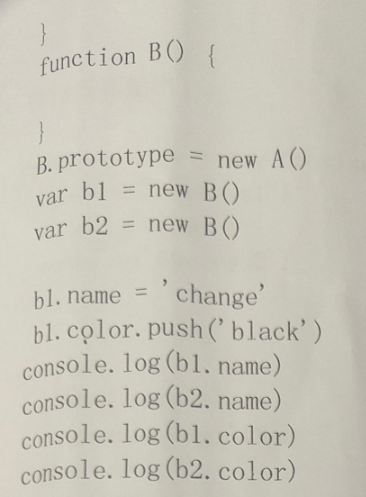 }
function B() {
}
B.prototype = new A()
var b1 = new B()
var b2 = new B()
b1.name = 'change'
b1.color.push('black')
console.log(b1.name)
console.log(b2.name)
console.log(b1.color)
console.log(b2.color)